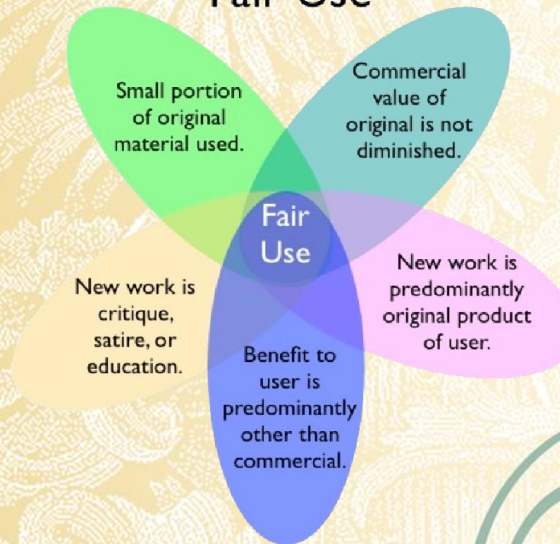 Fair Use
Small portion
of original
material used.
Commercial
value of
original is not
diminished.
Fair
Use
New work is
critique,
satire, or
education.
New work is
predominantly
original product
of user.
Benefit to
user is
predominantly
other than
commercial.